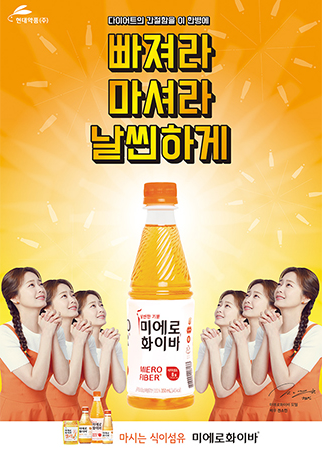 현대약품(주)
다이어트의 간절함을 이 한병에
빠져라
마셔라
날씬하게
미에로
화이바
MIERO
FIBER
마시는 식이섬유 미에로화이바